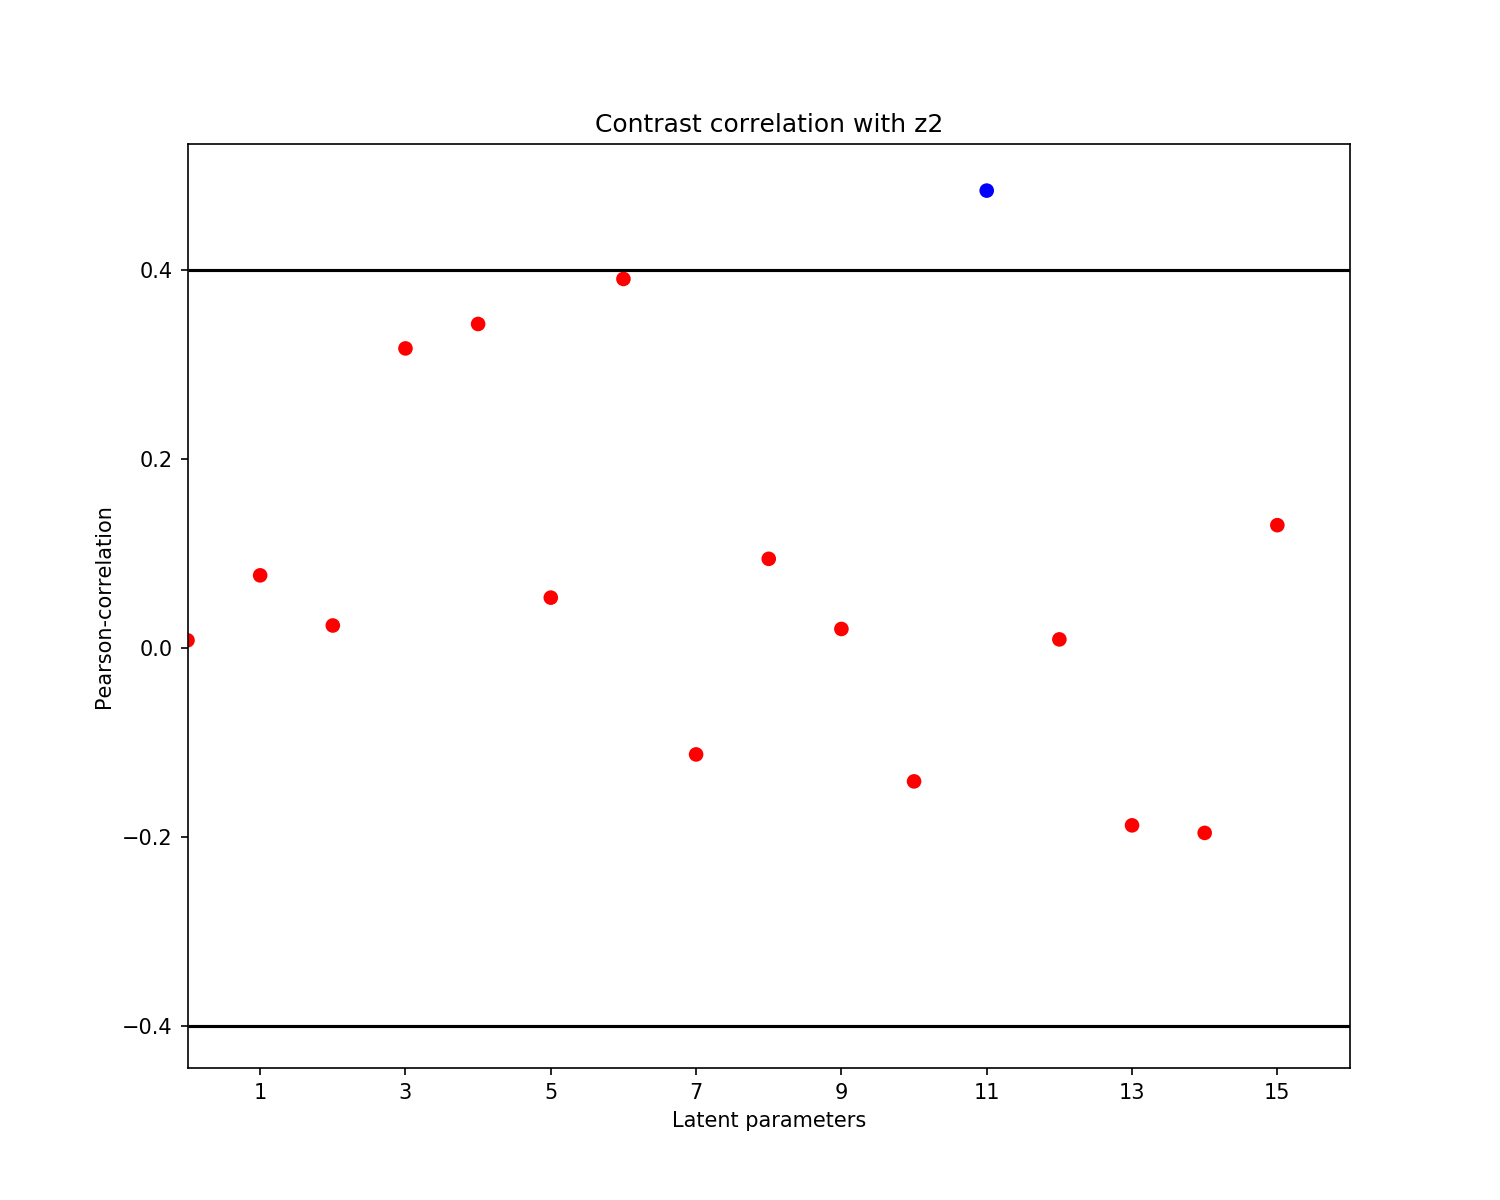 Contrast correlation with z2
0.4
0.2
0.0
−0.2
−0.4
Pearson-correlation
1 3 5 7 9 11 13 15
Latent parameters